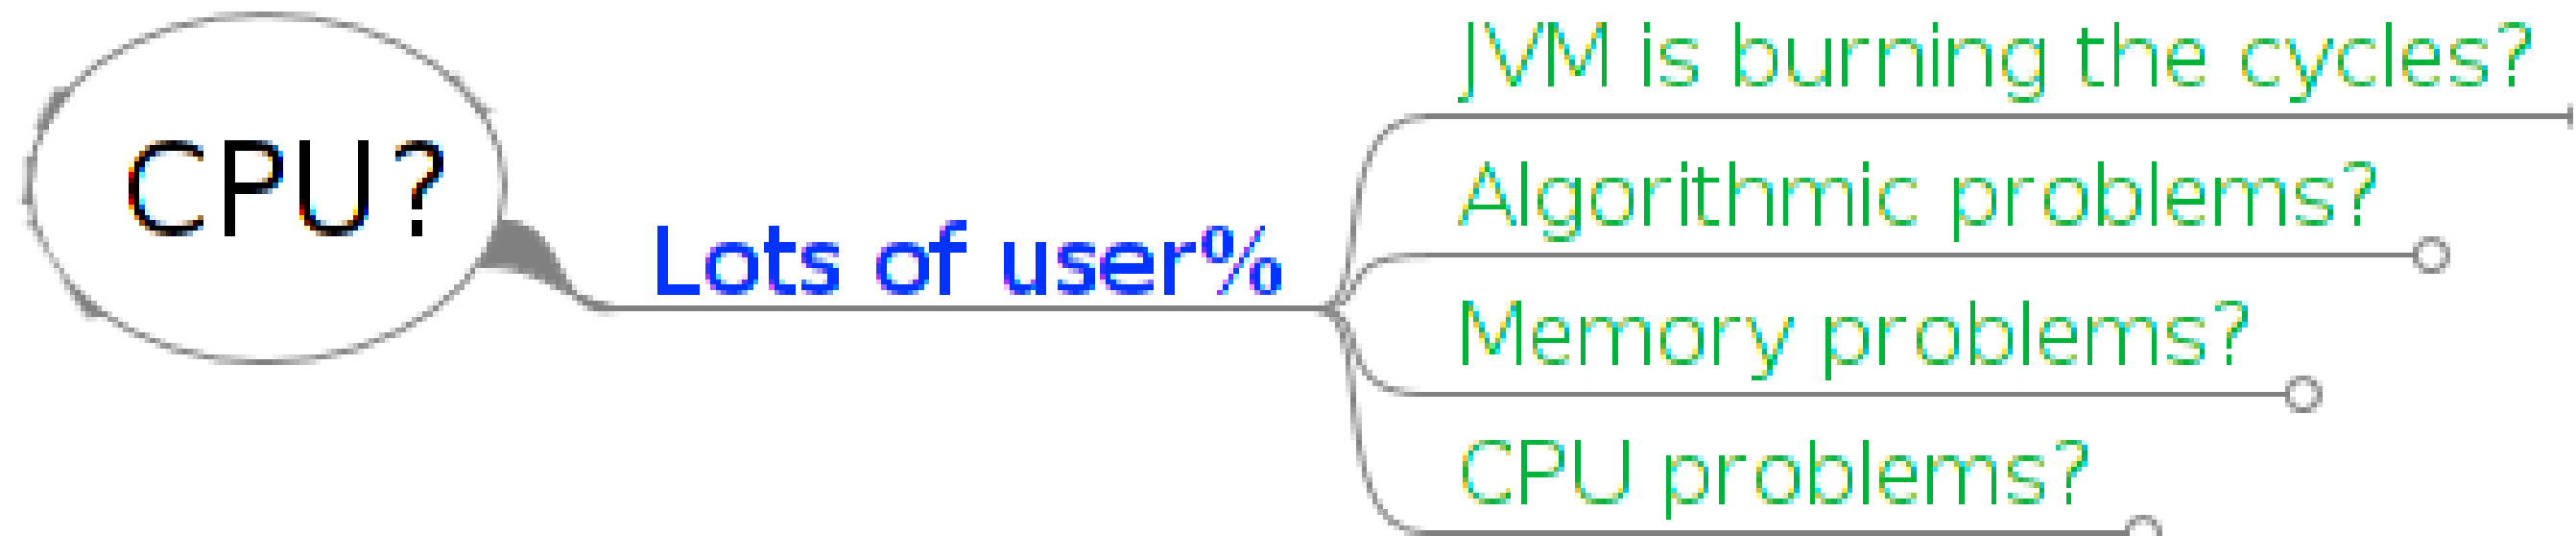 CPU?
Lots of user%
JVM is burning the cycles?
Algorithmic problems?
Memory problems?
CPU problems?